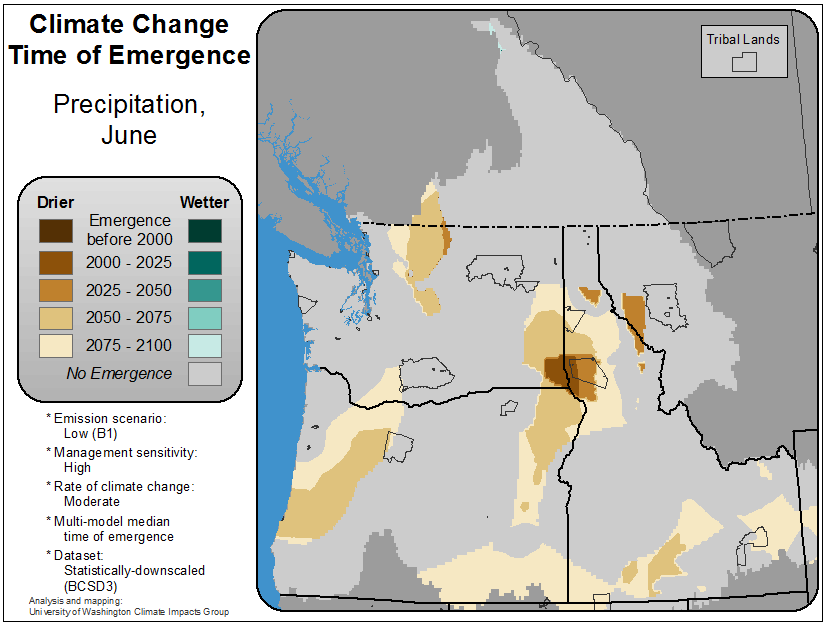 Climate Change
Time of Emergence
Precipitation,
June
Drier
Wetter
Emergence
before 2000
2000 - 2025
2025 - 2050
2050 - 2075
2075 - 2100
No Emergence
* Emission scenario:
Low (B1)
* Management sensitivity:
High
* Rate of climate change:
Moderate
* Multi-model median
time of emergence
* Dataset:
Statistically-downscaled
(BCSD3)
Analysis and mapping:
University of Washington Climate Impacts Group
Tribal Lands